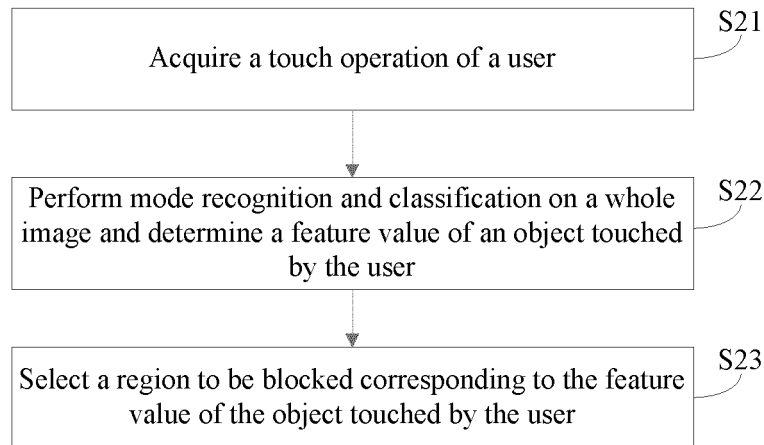 S21
Acquire a touch operation of a user
S22
Perform mode recognition and classification on a whole
image and determine a feature value of an object touched
by the user
S23
Select a region to be blocked corresponding to the feature
value of the object touched by the user